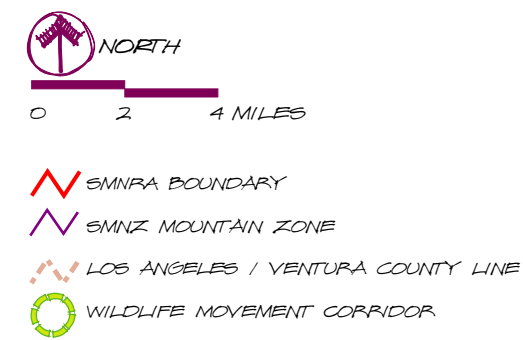 NORTH
0 2 4 MILES
SMNRA BOUNDARY
SMNZ MOUNTAIN ZONE
LOS ANGELES / VENTURA COUNTY LINE
WILDLIFE MOVEMENT CORRIDOR